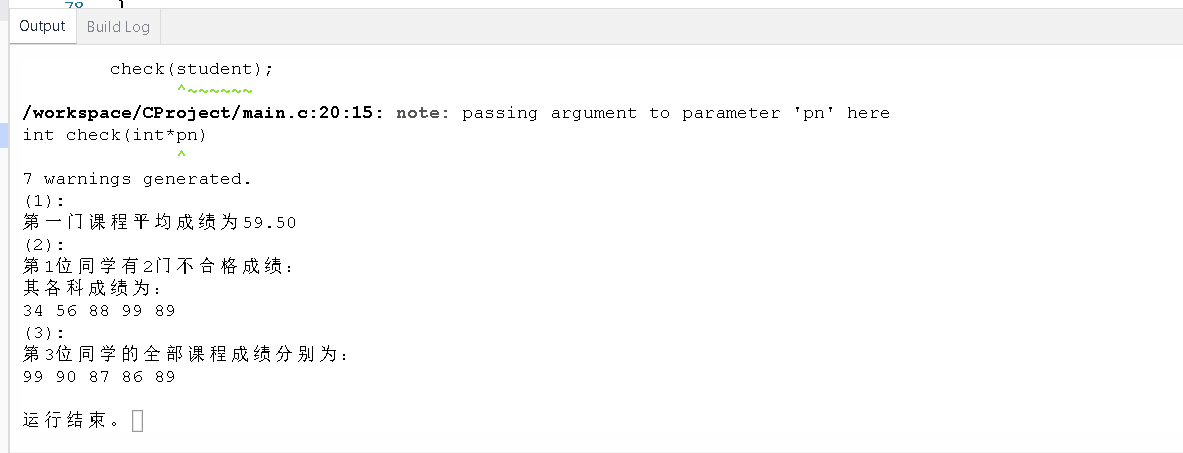 78 }
Output Build Log
check(student);
^~~~~~~
/workspace/CProject/main.c:20:15: note: passing argument to parameter 'pn' here
int check(int*pn)
^
7 warnings generated.
(1):
第一门课程平均成绩为59.50
(2):
第1位同学有2门不合格成绩:
其各科成绩为:
34 56 88 99 89
(3):
第3位同学的全部课程成绩分别为:
99 90 87 86 89
运行结束。